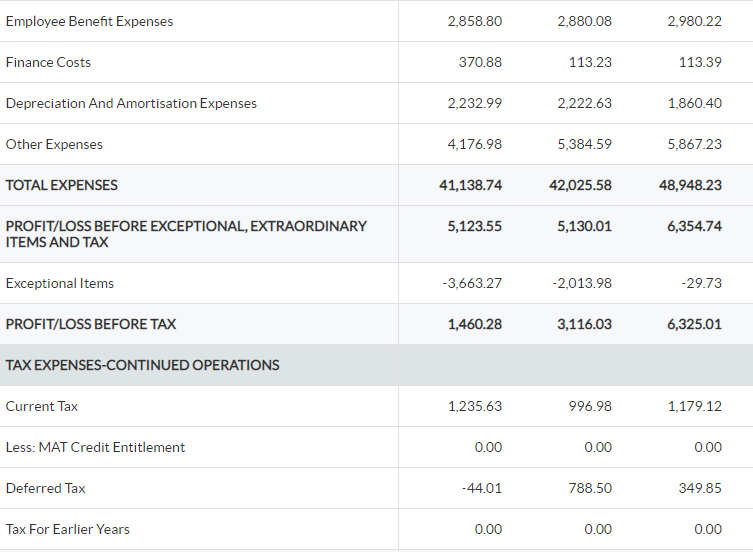 Employee Benefit Expenses 2,858.80 2,880.08 2,980.22
Finance Costs 370.88 113.23 113.39
Depreciation And Amortisation Expenses 2,232.99 2,222.63 1,860.40
Other Expenses 4,176.98 5,384.59 5,867.23
TOTAL EXPENSES 41,138.74 42,025.58 48,948.23
PROFIT/LOSS BEFORE EXCEPTIONAL, EXTRAORDINARY 5,123.55 5,130.01 6,354.74
ITEMS AND TAX
Exceptional Items -3,663.27 -2,013.98 -29.73
PROFIT/LOSS BEFORE TAX 1,460.28 3,116.03 6,325.01
TAX EXPENSES-CONTINUED OPERATIONS
Current Tax 1,235.63 996.98 1,179.12
Less: MAT Credit Entitlement 0.00 0.00 0.00
Deferred Tax -44.01 788.50 349.85
Tax For Earlier Years 0.00 0.00 0.00